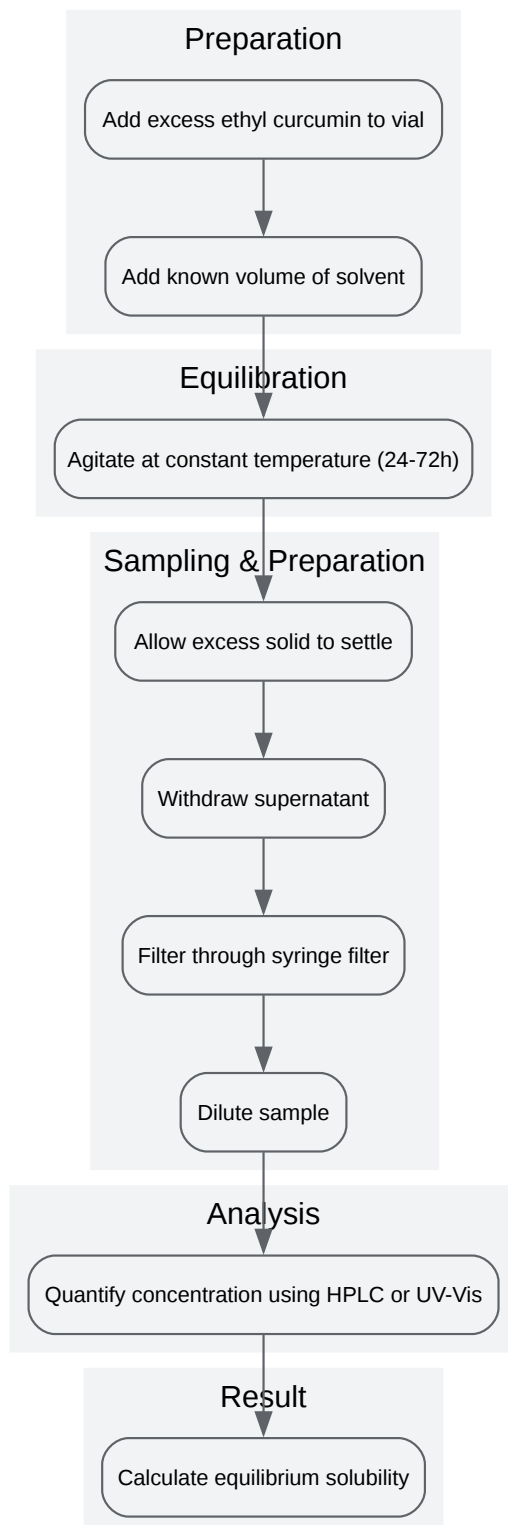 Preparation
Add excess ethyl curcumin to vial
Add known volume of solvent
Equilibration
Agitate at constant temperature (24-72h)
Sampling & Preparation
Allow excess solid to settle
Withdraw supernatant
Filter through syringe filter
Dilute sample
Analysis
Quantify concentration using HPLC or UV-Vis
Result
Calculate equilibrium solubility